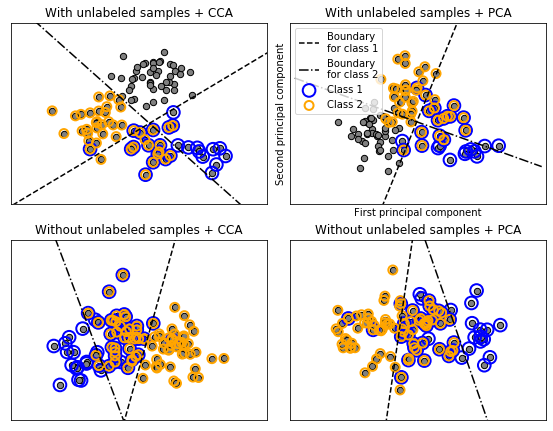 With unlabeled samples + CCA
With unlabeled samples + PCA
Boundary
for class 1
Boundary
for class 2
Class 1
Class 2
Second principal component
First principal component
Without unlabeled samples + CCA
Without unlabeled samples + PCA